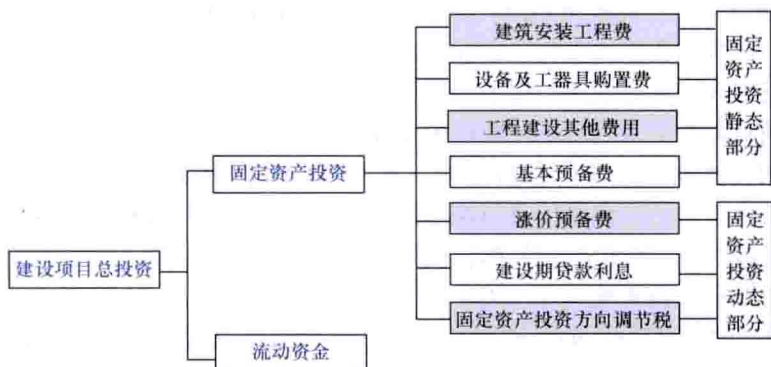 建筑安装工程费
设备及工器具购置费
工程建设其他费用
固定资产投资
基本预备费
涨价预备费
建设项目总投资
建设期贷款利息
固定资产投资方向调节税
流动资金
固定
资产
投资
静态
部分
固定
资产
投资
动态
部分